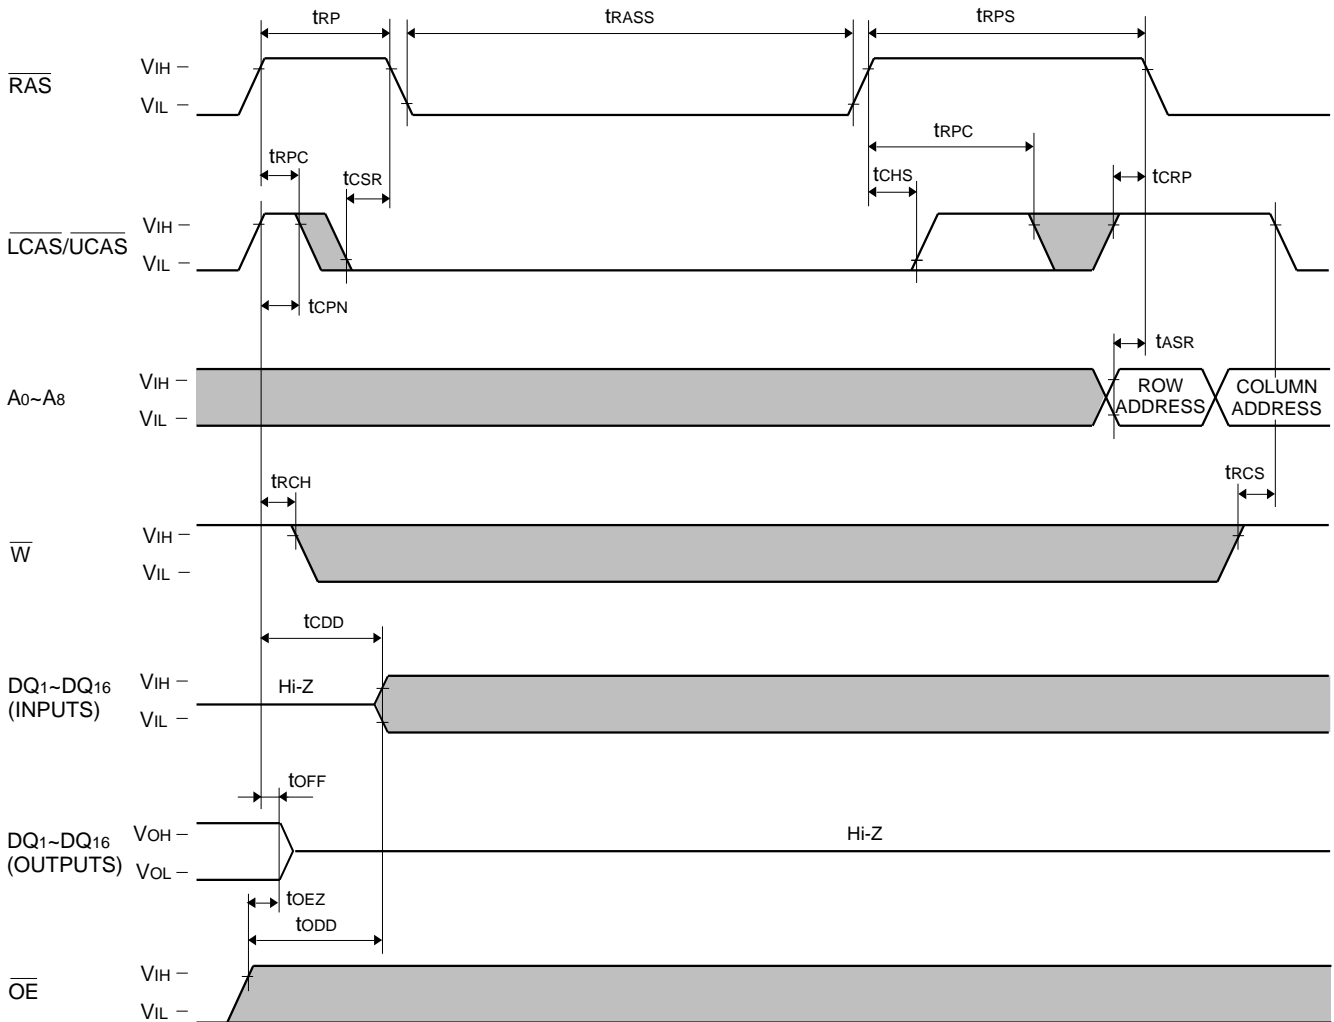 tRP
tRASS
tRPS
RAS
VIH
VIL
tRPC
tCSR
tRPC
tCHS
tCRP
LCAS/UCAS
VIH
VIL
tCPN
tASR
A0~A8
VIH
VIL
ROW
ADDRESS
COLUMN
ADDRESS
tRCH
tRCS
W
VIH
VIL
tCDD
DQ1~DQ16
(INPUTS)
VIH
VIL
Hi-Z
tOFF
DQ1~DQ16
(OUTPUTS)
VOH
VOL
Hi-Z
tOEZ
tODD
OE
VIH
VIL